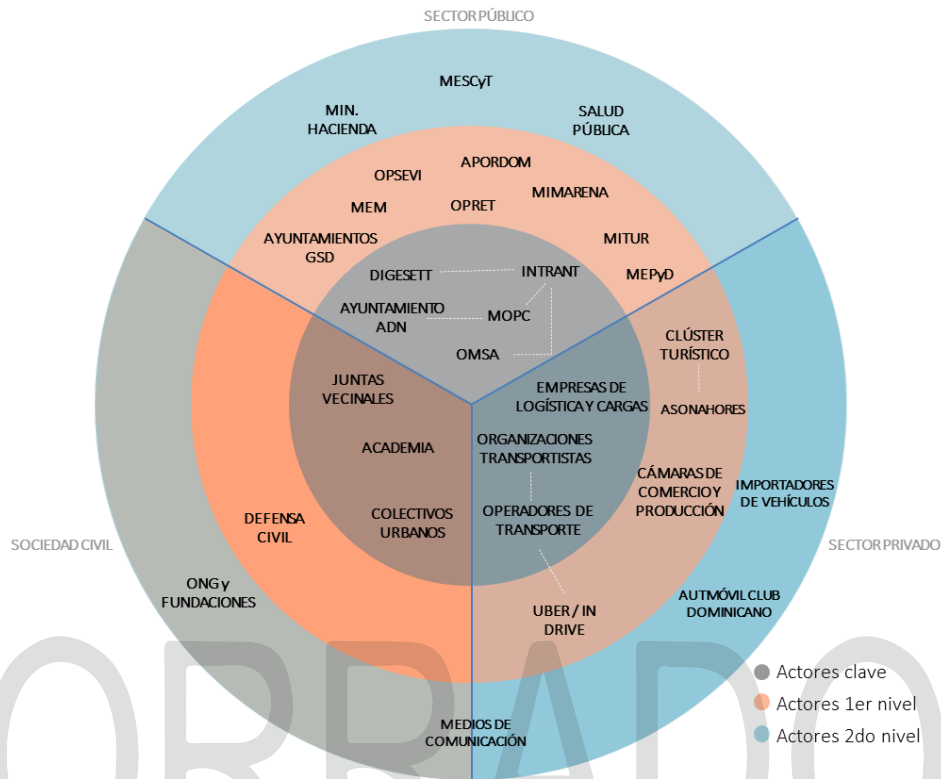 SECTOR PÚBLICO
MESCyT
MIN.
HACIENDA
SALUD
PÚBLICA
APORDOM
OPSEVI
MIMARENA
MEM
OPRET
AYUNTAMIENTOS
GSD
MITUR
MEPyD
DIGESETT
INTRANT
AYUNTAMIENTO
ADN
MOPC
OMSA
CLÚSTER
TURÍSTICO
JUNTAS
VECINALES
EMPRESAS DE
LOGÍSTICA Y CARGAS
ASONAHORES
ACADEMIA
ORGANIZACIONES
TRANSPORTISTAS
CÁMARAS DE
COMERCIO Y
PRODUCCIÓN
IMPORTADORES
DE VEHÍCULOS
DEFENSA
CIVIL
COLECTIVOS
URBANOS
OPERADORES DE
TRANSPORTE
SOCIEDAD CIVIL
SECTOR PRIVADO
ONG y
FUNDACIONES
UBER / IN
DRIVE
AUTMÓVIL CLUB
DOMINICANO
MEDIOS DE
COMUNICACIÓN
Actores clave
Actores 1er nivel
Actores 2do nivel
ORRADO